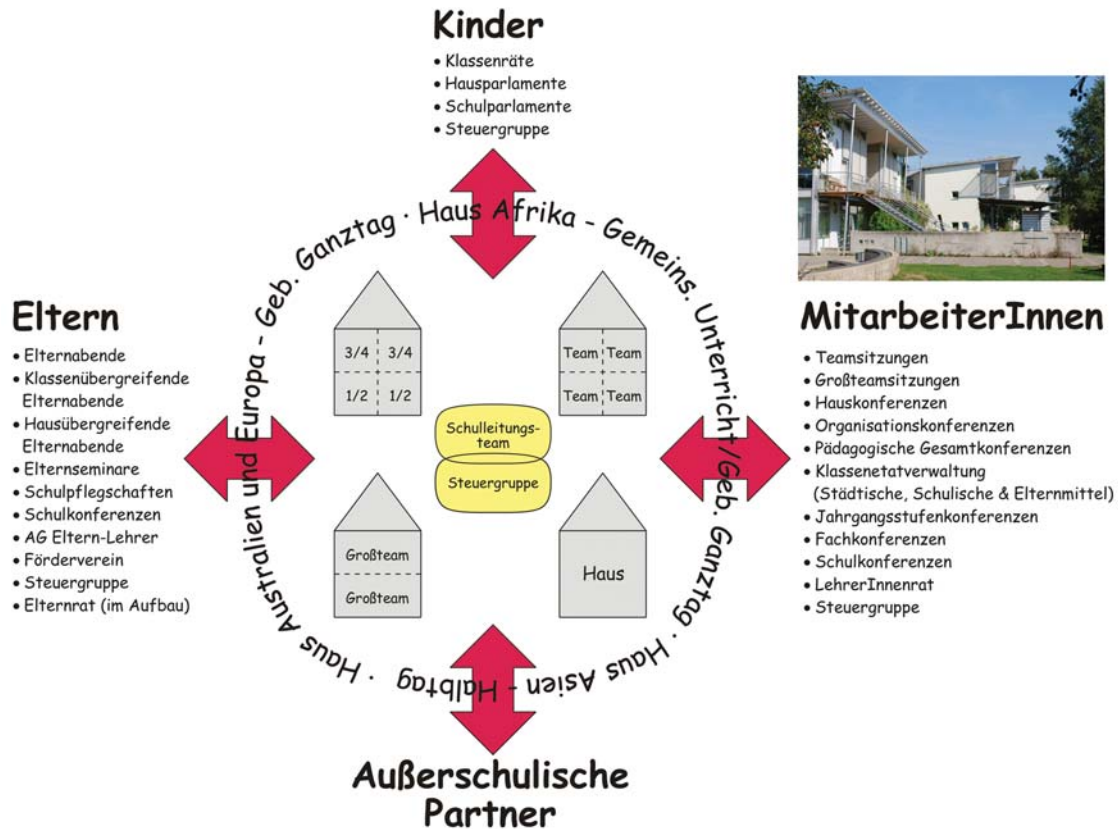 Kinder
• Klassenräte
• Hausparlamente
• Schulparlamente
• Steuergruppe
Haus Afrika - Gemeins. Unterricht/Geb. Ganztag · Haus Asien - Halbtag · Haus Australien und Europa - Geb. Ganztag ·
Eltern
• Elternabende
• Klassenübergreifende
Elternabende
• Hausübergreifende
Elternabende
• Elternseminare
• Schulpflegschaften
• Schulkonferenzen
• AG Eltern-Lehrer
• Förderverein
• Steuergruppe
• Elternrat (im Aufbau)
3/4 3/4
1/2 1/2
Team Team
Team Team
Schulleitungs-
team
Steuergruppe
Großteam
Großteam
Haus
MitarbeiterInnen
• Teamsitzungen
• Großteamsitzungen
• Hauskonferenzen
• Organisationskonferenzen
• Pädagogische Gesamtkonferenzen
• Klassenetatverwaltung
(Städtische, Schulische & Elternmittel)
• Jahrgangsstufenkonferenzen
• Fachkonferenzen
• Schulkonferenzen
• LehrerInnenrat
• Steuergruppe
Außerschulische
Partner